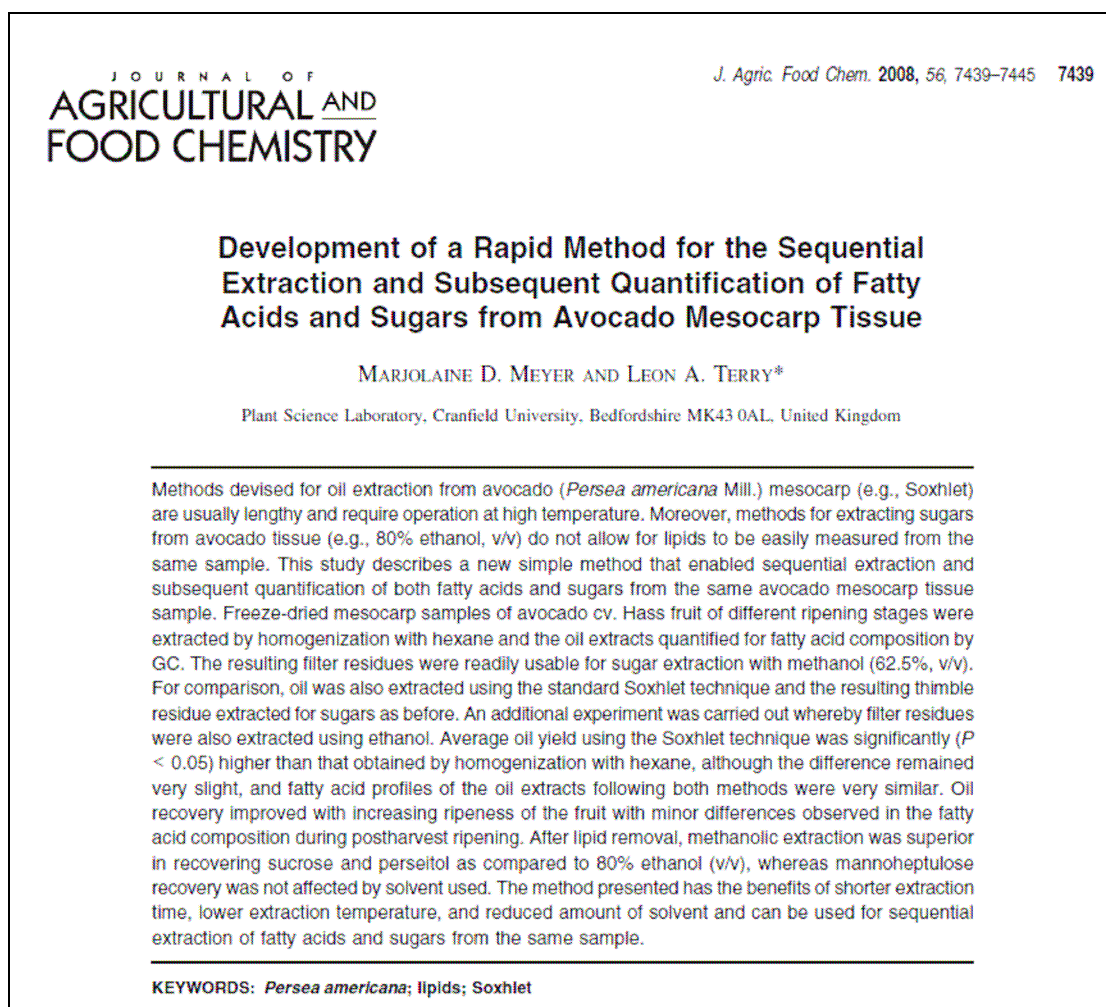 JOURNAL OF
AGRICULTURAL AND
FOOD CHEMISTRY
J. Agric. Food Chem. 2008, 56, 7439–7445 7439
Development of a Rapid Method for the Sequential
Extraction and Subsequent Quantification of Fatty
Acids and Sugars from Avocado Mesocarp Tissue
MARJOLAINE D. MEYER AND LEON A. TERRY*
Plant Science Laboratory, Cranfield University, Bedfordshire MK43 0AL, United Kingdom
Methods devised for oil extraction from avocado (Persea americana Mill.) mesocarp (e.g., Soxhlet)
are usually lengthy and require operation at high temperature. Moreover, methods for extracting sugars
from avocado tissue (e.g., 80% ethanol, v/v) do not allow for lipids to be easily measured from the
same sample. This study describes a new simple method that enabled sequential extraction and
subsequent quantification of both fatty acids and sugars from the same avocado mesocarp tissue
sample. Freeze-dried mesocarp samples of avocado cv. Hass fruit of different ripening stages were
extracted by homogenization with hexane and the oil extracts quantified for fatty acid composition by
GC. The resulting filter residues were readily usable for sugar extraction with methanol (62.5%, v/v).
For comparison, oil was also extracted using the standard Soxhlet technique and the resulting thimble
residue extracted for sugars as before. An additional experiment was carried out whereby filter residues
were also extracted using ethanol. Average oil yield using the Soxhlet technique was significantly (P
< 0.05) higher than that obtained by homogenization with hexane, although the difference remained
very slight, and fatty acid profiles of the oil extracts following both methods were very similar. Oil
recovery improved with increasing ripeness of the fruit with minor differences observed in the fatty
acid composition during postharvest ripening. After lipid removal, methanolic extraction was superior
in recovering sucrose and perseitol as compared to 80% ethanol (v/v), whereas mannoheptulose
recovery was not affected by solvent used. The method presented has the benefits of shorter extraction
time, lower extraction temperature, and reduced amount of solvent and can be used for sequential
extraction of fatty acids and sugars from the same sample.
KEYWORDS: Persea americana; lipids; Soxhlet